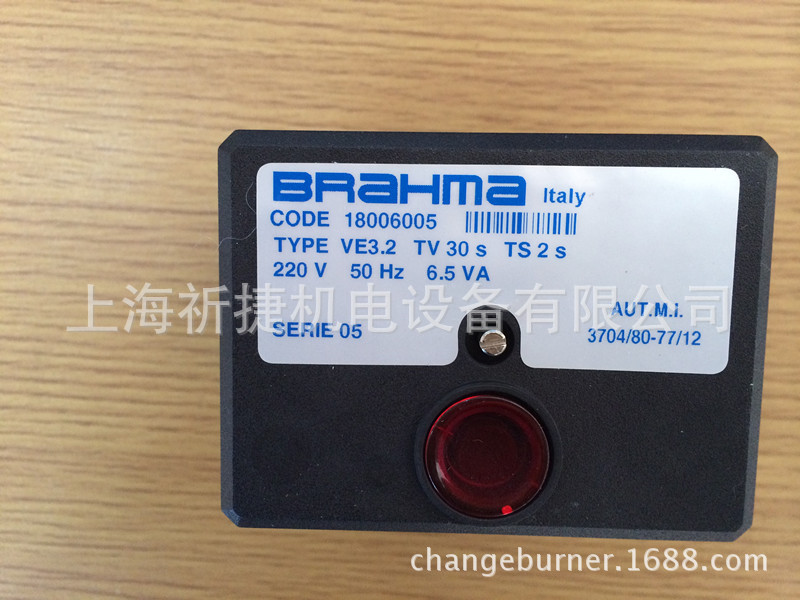 BRAHMA Italy
CODE 18006005
TYPE VE3.2 TV 30 s TS 2 s
220 V 50 Hz 6.5 VA
上海祈捷机电设备有限公司
AUT.M.i.
SERIE 05
3704/80-77/12
changeburner.1688.com